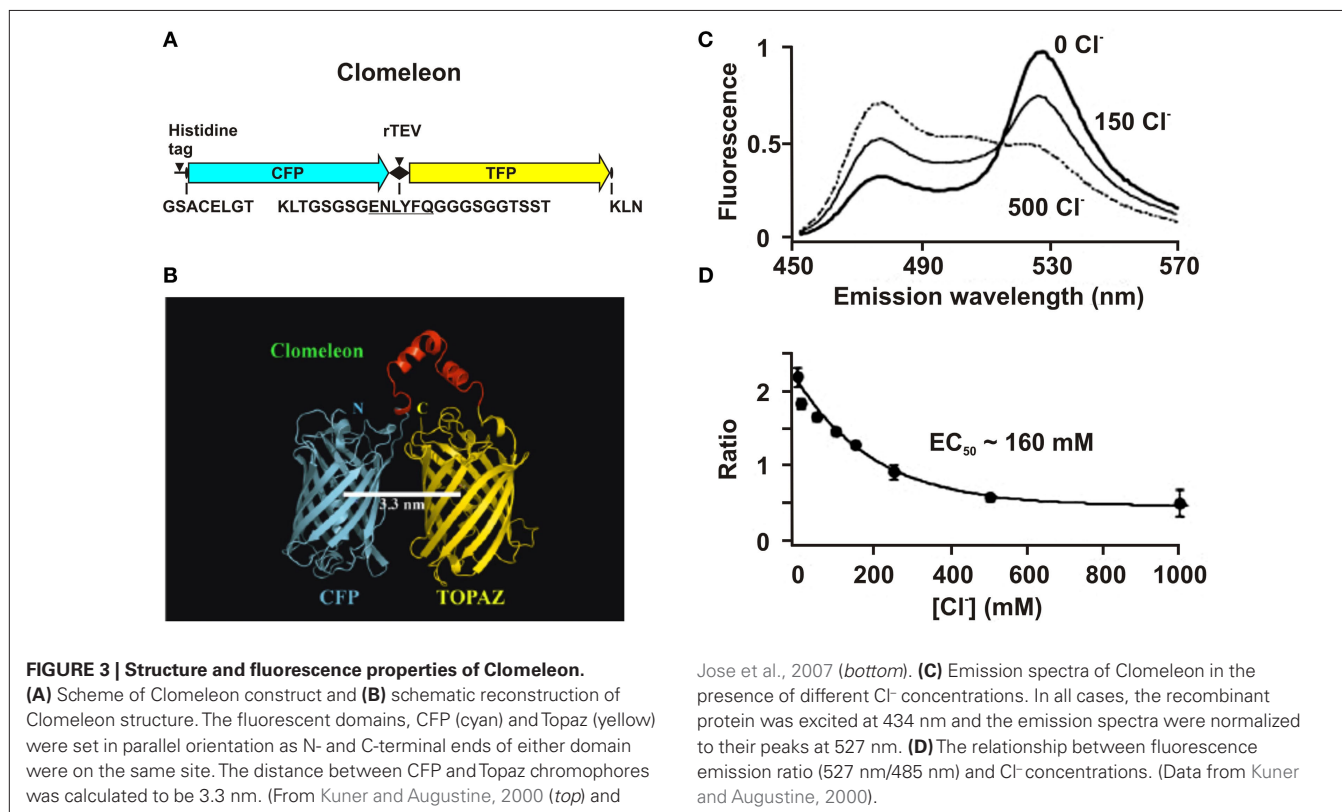 A
Clomeleon
Histidine
tag
rTEV
CFP
TFP
GSACELGT
KLTGSGSGENLYFQGGGSGGTSST
KLN
B
Clomeleon
N
C
3.3 nm
CFP
TOPAZ
C
1
0.5
0
Fluorescence
0 Cl⁻
150 Cl⁻
500 Cl⁻
450
490
530
570
Emission wavelength (nm)
D
2
1
0
Ratio
EC₅₀ ~ 160 mM
0
200
400
600
800
1000
[Cl⁻] (mM)
FIGURE 3 | Structure and fluorescence properties of Clomeleon.
(A) Scheme of Clomeleon construct and (B) schematic reconstruction of
Clomeleon structure. The fluorescent domains, CFP (cyan) and Topaz (yellow)
were set in parallel orientation as N- and C-terminal ends of either domain
were on the same site. The distance between CFP and Topaz chromophores
was calculated to be 3.3 nm. (From Kuner and Augustine, 2000 (top) and
Jose et al., 2007 (bottom). (C) Emission spectra of Clomeleon in the
presence of different Cl⁻ concentrations. In all cases, the recombinant
protein was excited at 434 nm and the emission spectra were normalized
to their peaks at 527 nm. (D) The relationship between fluorescence
emission ratio (527 nm/485 nm) and Cl⁻ concentrations. (Data from Kuner
and Augustine, 2000).